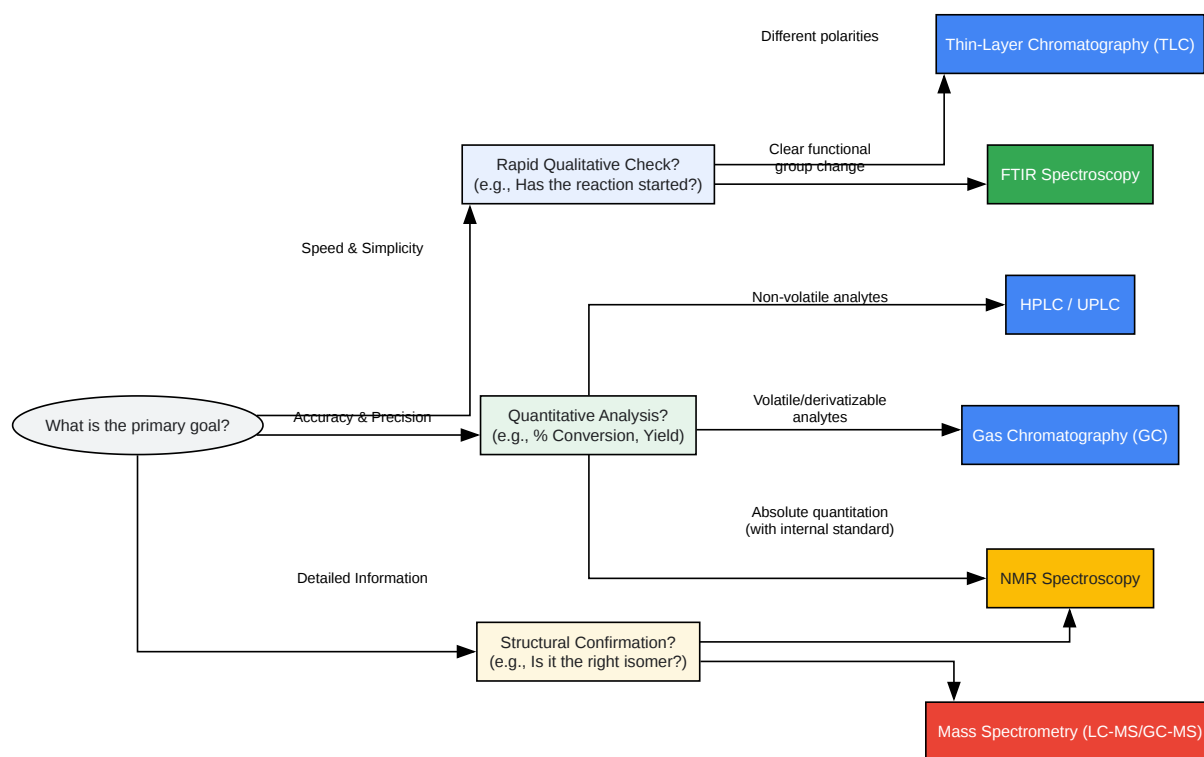 Different polarities
Thin-Layer Chromatography (TLC)
Rapid Qualitative Check?
(e.g., Has the reaction started?)
Clear functional
group change
FTIR Spectroscopy
Speed & Simplicity
Non-volatile analytes
HPLC / UPLC
What is the primary goal?
Accuracy & Precision
Quantitative Analysis?
(e.g., % Conversion, Yield)
Volatile/derivatizable
analytes
Gas Chromatography (GC)
Absolute quantitation
(with internal standard)
Detailed Information
NMR Spectroscopy
Structural Confirmation?
(e.g., Is it the right isomer?)
Mass Spectrometry (LC-MS/GC-MS)